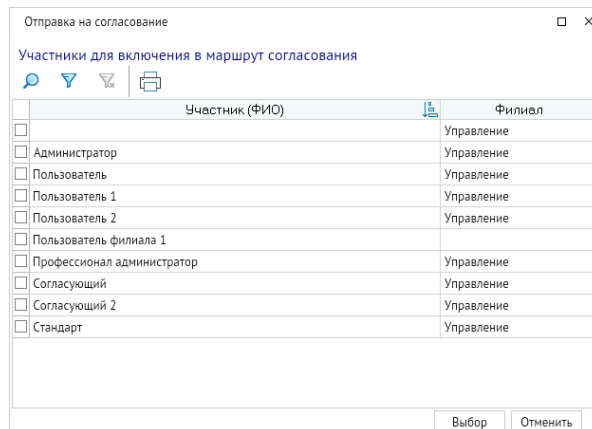 Отправка на согласование
Участники для включения в маршрут согласования
Участник (ФИО) Филиал
Управление
Администратор Управление
Пользователь Управление
Пользователь 1 Управление
Пользователь 2 Управление
Пользователь филиала 1
Профессионал администратор Управление
Согласующий Управление
Согласующий 2 Управление
Стандарт Управление
Выбор Отменить